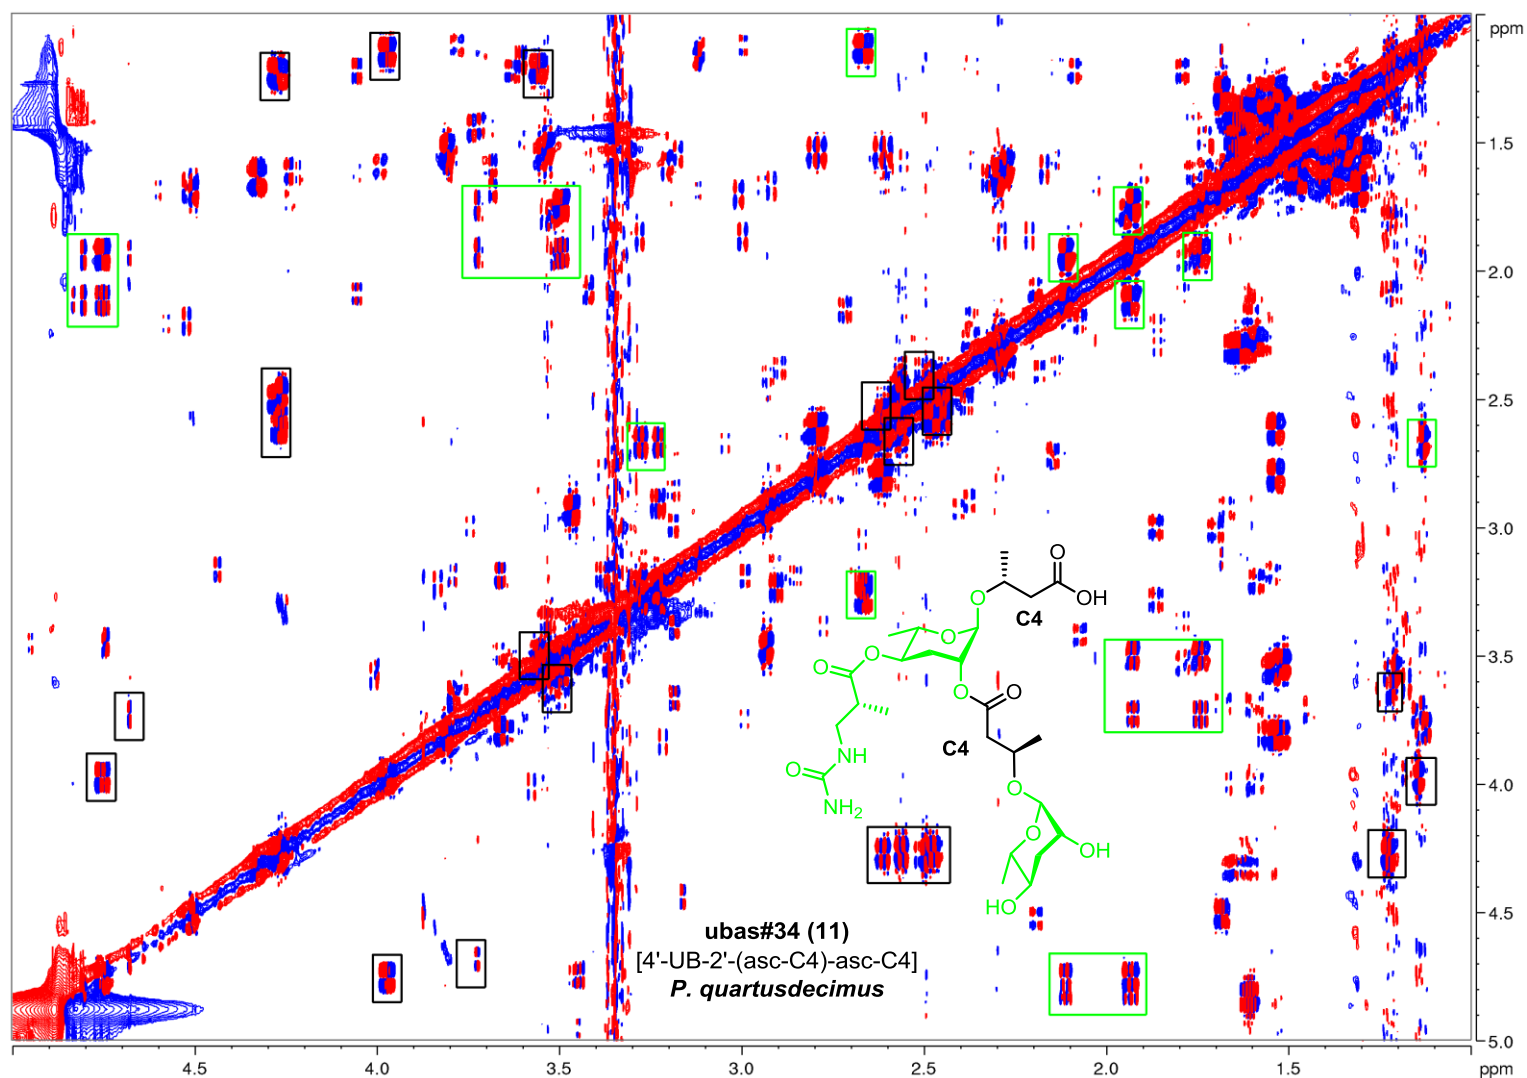 ppm
1.5
2.0
2.5
3.0
3.5
4.0
4.5
5.0
O
OH
O
C4
O
O
O
O
O
C4
NH
O
NH2
O
O
OH
HO
ubas#34 (11)
[4'-UB-2'-(asc-C4)-asc-C4]
P. quartusdecimus
4.5
4.0
3.5
3.0
2.5
2.0
1.5
ppm